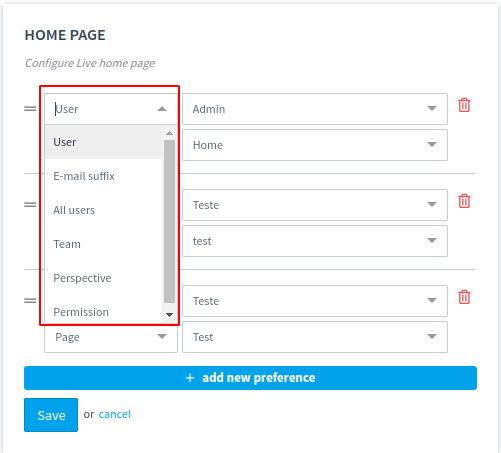 HOME PAGE
Configure Live home page
User Admin
User Home
E-mail suffix
All users Teste
Team test
Perspective
Permission Teste
Page Test
+ add new preference
Save or cancel